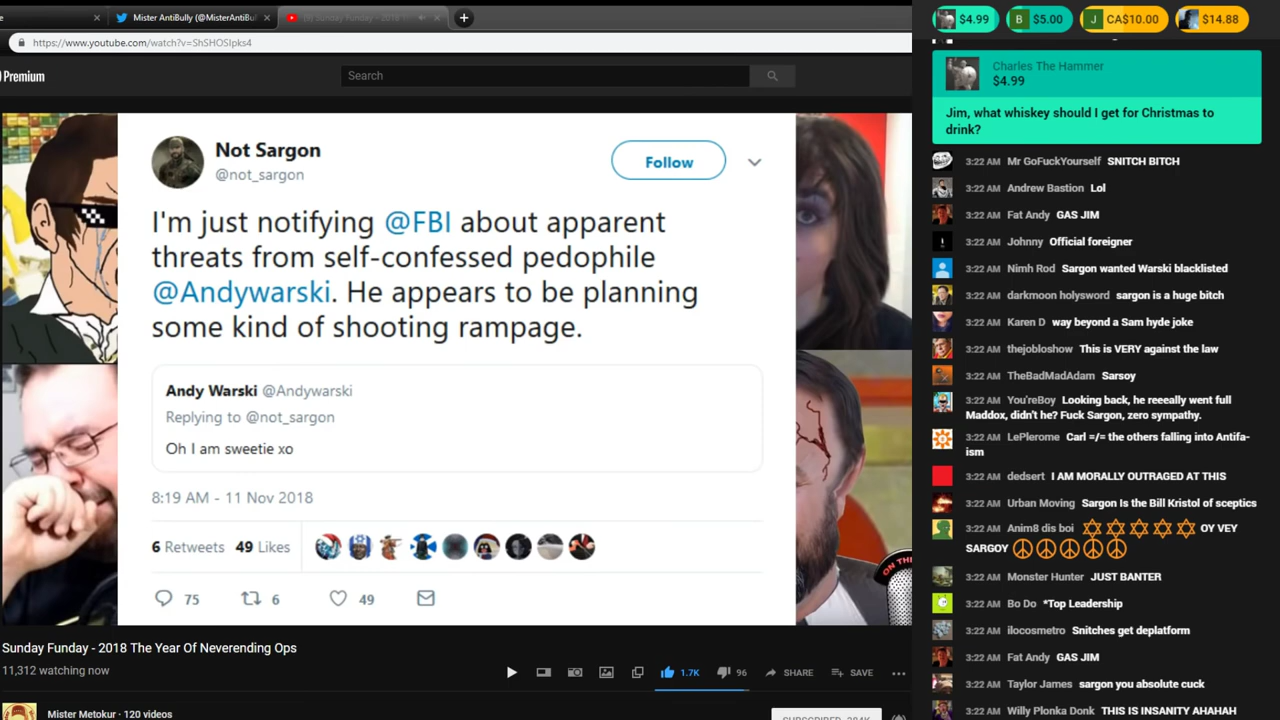 e
×
Mister AntiBully (@MisterAntiBul
×
(9) Sunday Funday - 2018 T
×
+
https://www.youtube.com/watch?v=ShSHOSIpks4
Premium
Search
Not Sargon
@not_sargon
Follow
I'm just notifying @FBI about apparent
threats from self-confessed pedophile
@Andywarski. He appears to be planning
some kind of shooting rampage.
Andy Warski @Andywarski
Replying to @not_sargon
Oh I am sweetie xo
8:19 AM - 11 Nov 2018
6 Retweets 49 Likes
75 6 49
ON TH
Sunday Funday - 2018 The Year Of Neverending Ops
11,312 watching now
1.7K 96 SHARE SAVE
Mister Metokur · 120 videos
SUBSCRIBED
$4.99 B $5.00 J CA$10.00 $14.88
Charles The Hammer
$4.99
Jim, what whiskey should I get for Christmas to
drink?
3:22 AM Mr GoFuckYourself SNITCH BITCH
3:22 AM Andrew Bastion Lol
3:22 AM Fat Andy GAS JIM
3:22 AM Johnny Official foreigner
3:22 AM Nimh Rod Sargon wanted Warski blacklisted
3:22 AM darkmoon holysword sargon is a huge bitch
3:22 AM Karen D way beyond a Sam hyde joke
3:22 AM thejobloshow This is VERY against the law
3:22 AM TheBadMadAdam Sarsoy
3:22 AM You'reBoy Looking back, he reeeally went full
Maddox, didn't he? Fuck Sargon, zero sympathy.
3:22 AM LePlerome Carl =/= the others falling into Antifa-
ism
3:22 AM dedsert I AM MORALLY OUTRAGED AT THIS
3:22 AM Urban Moving Sargon Is the Bill Kristol of sceptics
3:22 AM Anim8 dis boi ✡✡✡✡✡ OY VEY
SARGOY ☮☮☮☮☮
3:22 AM Monster Hunter JUST BANTER
3:22 AM Bo Do *Top Leadership
3:22 AM ilocosmetro Snitches get deplatform
3:22 AM Fat Andy GAS JIM
3:22 AM Taylor James sargon you absolute cuck
3:22 AM Willy Plonka Donk THIS IS INSANITY AHAHAH